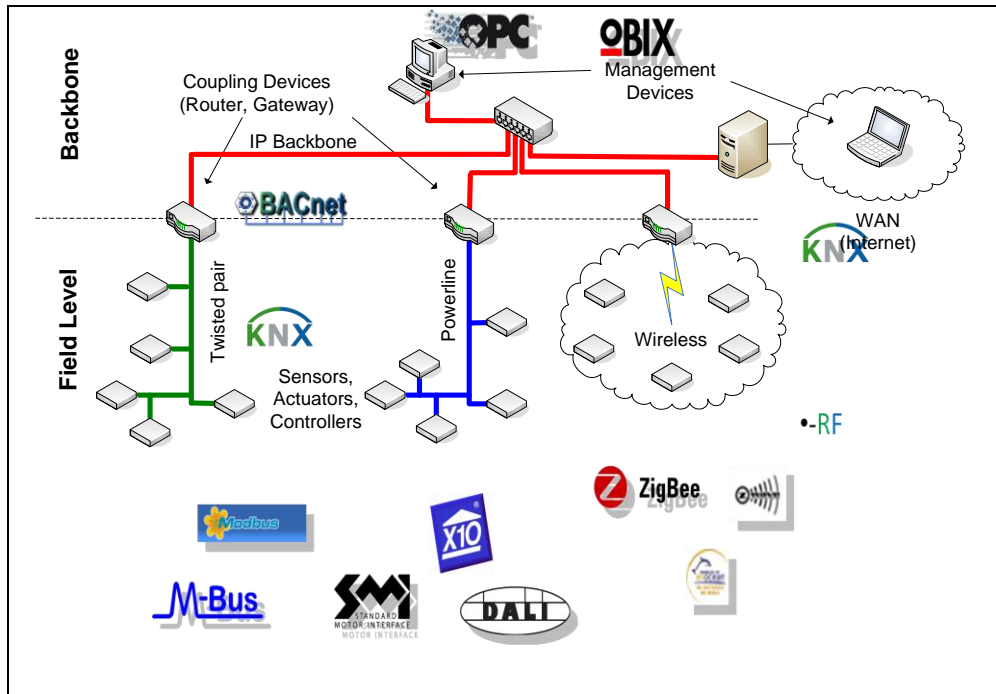 OPC
OBIX
Management
Devices
Coupling Devices
(Router, Gateway)
IP Backbone
Backbone
BACnet
WAN
(Internet)
KNX
Twisted pair
Powerline
Field Level
KNX
Wireless
Sensors,
Actuators,
Controllers
•-RF
ZigBee
Modbus
X10
®
M-Bus
SMI
STANDARD
MOTOR INTERFACE
DALI